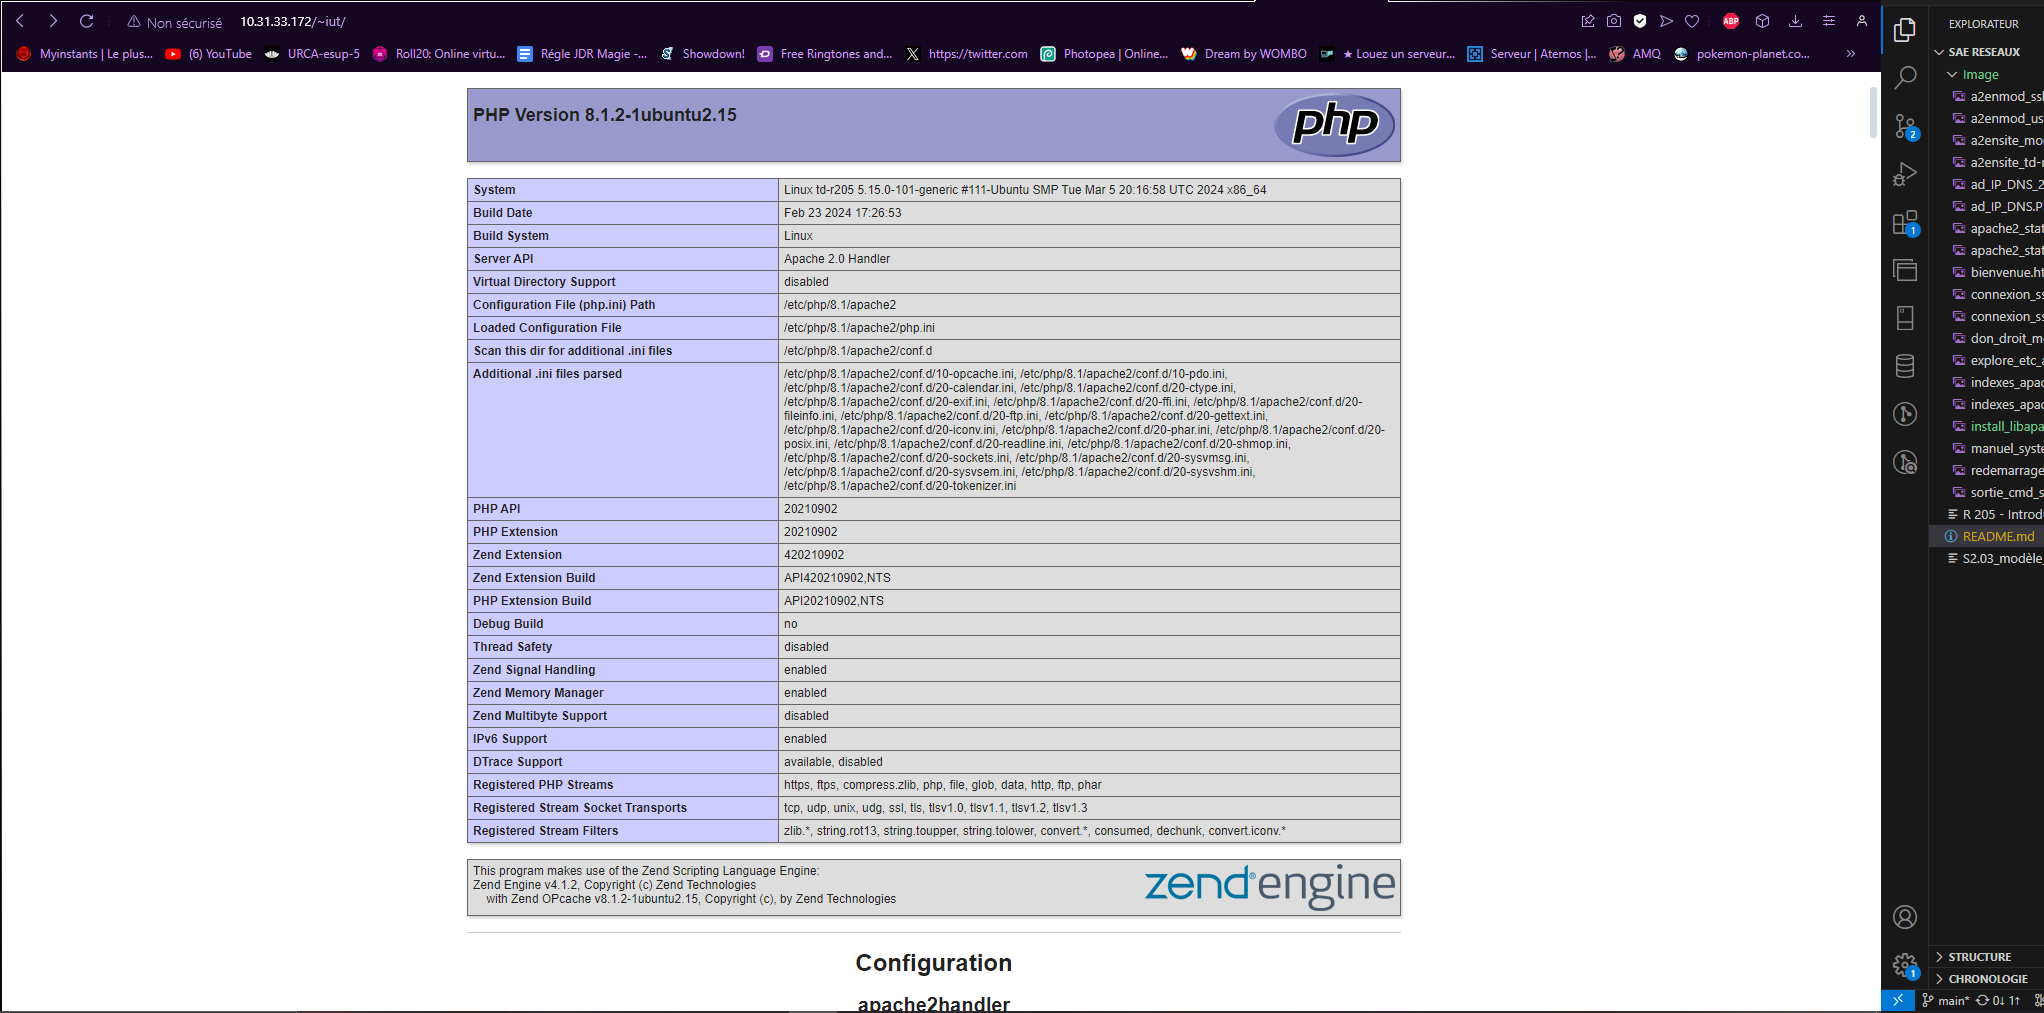 Non sécurisé 10.31.33.172/~iut/
ABP
Myinstants | Le plus... (6) YouTube URCA-esup-5 Roll20: Online virtu... Régle JDR Magie -... Showdown! Free Ringtones and... https://twitter.com Photopea | Online... Dream by WOMBO ★ Louez un serveur... Serveur | Aternos |... AMQ pokemon-planet.co... »
PHP Version 8.1.2-1ubuntu2.15
php
System Linux td-r205 5.15.0-101-generic #111-Ubuntu SMP Tue Mar 5 20:16:58 UTC 2024 x86_64
Build Date Feb 23 2024 17:26:53
Build System Linux
Server API Apache 2.0 Handler
Virtual Directory Support disabled
Configuration File (php.ini) Path /etc/php/8.1/apache2
Loaded Configuration File /etc/php/8.1/apache2/php.ini
Scan this dir for additional .ini files /etc/php/8.1/apache2/conf.d
Additional .ini files parsed /etc/php/8.1/apache2/conf.d/10-opcache.ini, /etc/php/8.1/apache2/conf.d/10-pdo.ini,
/etc/php/8.1/apache2/conf.d/20-calendar.ini, /etc/php/8.1/apache2/conf.d/20-ctype.ini,
/etc/php/8.1/apache2/conf.d/20-exif.ini, /etc/php/8.1/apache2/conf.d/20-ffi.ini, /etc/php/8.1/apache2/conf.d/20-
fileinfo.ini, /etc/php/8.1/apache2/conf.d/20-ftp.ini, /etc/php/8.1/apache2/conf.d/20-gettext.ini,
/etc/php/8.1/apache2/conf.d/20-iconv.ini, /etc/php/8.1/apache2/conf.d/20-phar.ini, /etc/php/8.1/apache2/conf.d/20-
posix.ini, /etc/php/8.1/apache2/conf.d/20-readline.ini, /etc/php/8.1/apache2/conf.d/20-shmop.ini,
/etc/php/8.1/apache2/conf.d/20-sockets.ini, /etc/php/8.1/apache2/conf.d/20-sysvmsg.ini,
/etc/php/8.1/apache2/conf.d/20-sysvsem.ini, /etc/php/8.1/apache2/conf.d/20-sysvshm.ini,
/etc/php/8.1/apache2/conf.d/20-tokenizer.ini
PHP API 20210902
PHP Extension 20210902
Zend Extension 420210902
Zend Extension Build API420210902,NTS
PHP Extension Build API20210902,NTS
Debug Build no
Thread Safety disabled
Zend Signal Handling enabled
Zend Memory Manager enabled
Zend Multibyte Support disabled
IPv6 Support enabled
DTrace Support available, disabled
Registered PHP Streams https, ftps, compress.zlib, php, file, glob, data, http, ftp, phar
Registered Stream Socket Transports tcp, udp, unix, udg, ssl, tls, tlsv1.0, tlsv1.1, tlsv1.2, tlsv1.3
Registered Stream Filters zlib.*, string.rot13, string.toupper, string.tolower, convert.*, consumed, dechunk, convert.iconv.*
This program makes use of the Zend Scripting Language Engine:
Zend Engine v4.1.2, Copyright (c) Zend Technologies
with Zend OPcache v8.1.2-1ubuntu2.15, Copyright (c), by Zend Technologies
zend® engine
Configuration
apache2handler
2
1
1
EXPLORATEUR
SAE RESEAUX
Image
a2enmod_ssl
a2enmod_us
a2ensite_mo
a2ensite_td-r
ad_IP_DNS_2
ad_IP_DNS.P
apache2_stat
apache2_stat
bienvenue.ht
connexion_ss
connexion_ss
don_droit_m
explore_etc_a
indexes_apac
indexes_apac
install_libapa
manuel_syste
redemarrage
sortie_cmd_s
R 205 - Introd
README.md
S2.03_modèle_
STRUCTURE
CHRONOLOGIE
main* 0↓ 1↑